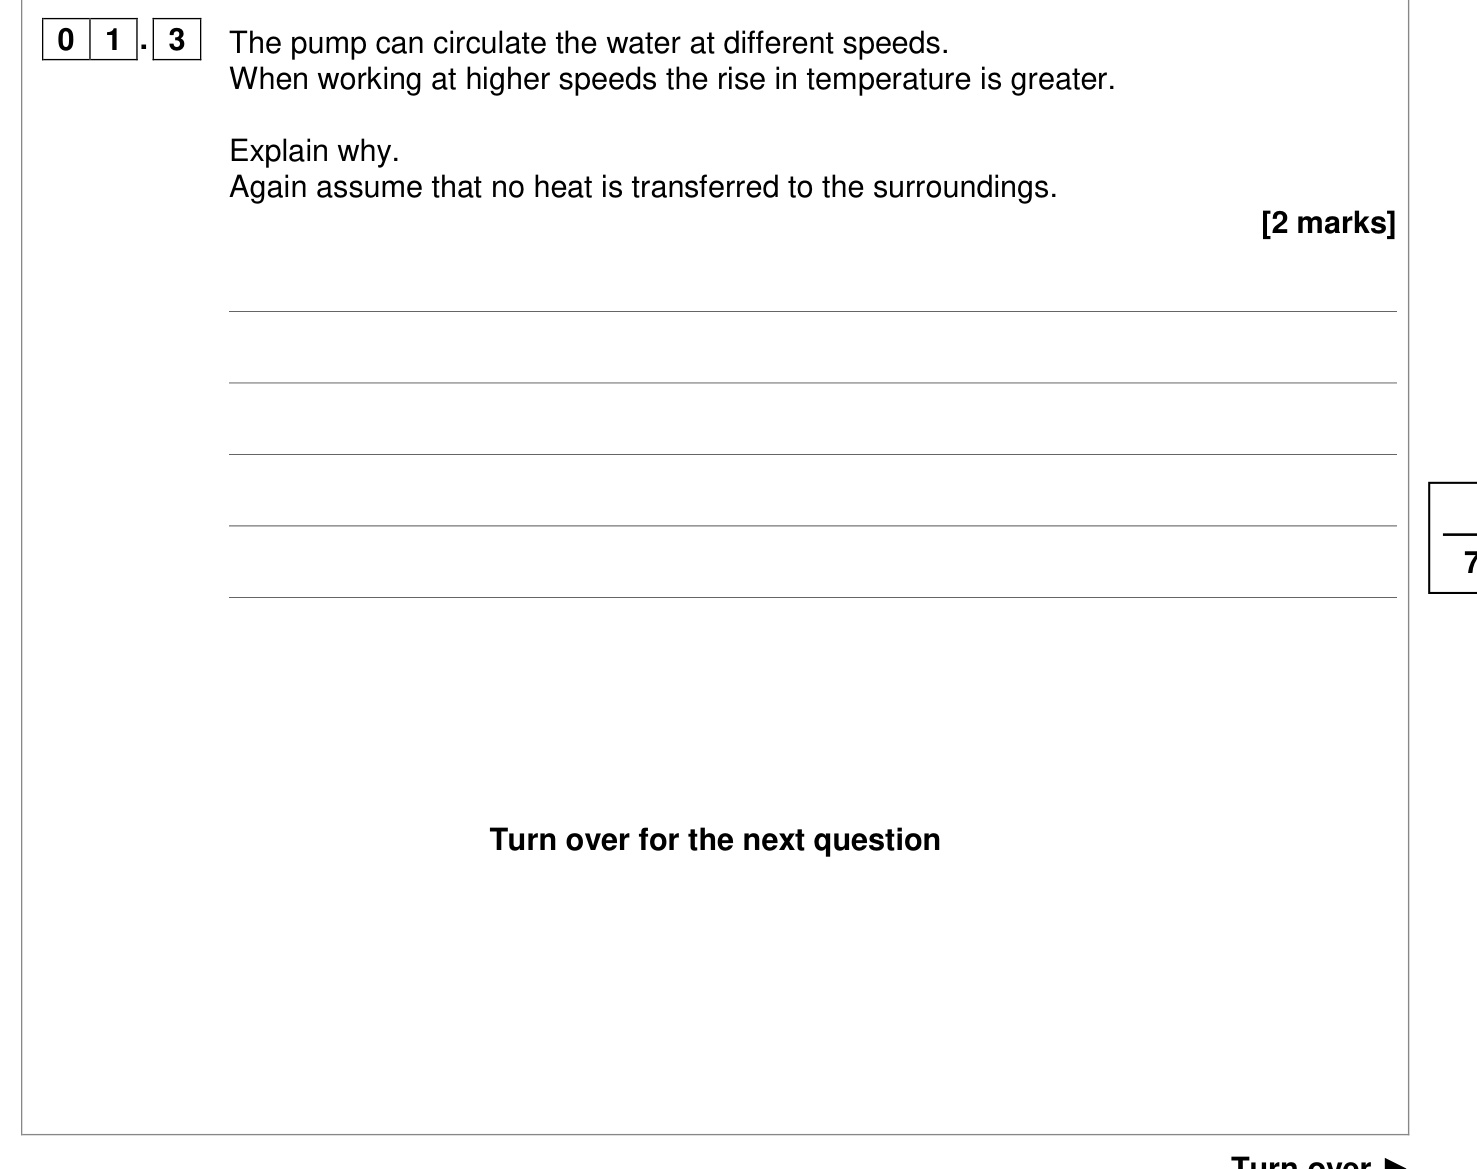 0 1 . 3 The pump can circulate the water at different speeds.
When working at higher speeds the rise in temperature is greater.
Explain why.
Again assume that no heat is transferred to the surroundings.
[2 marks]
7
Turn over for the next question
Turn over ►